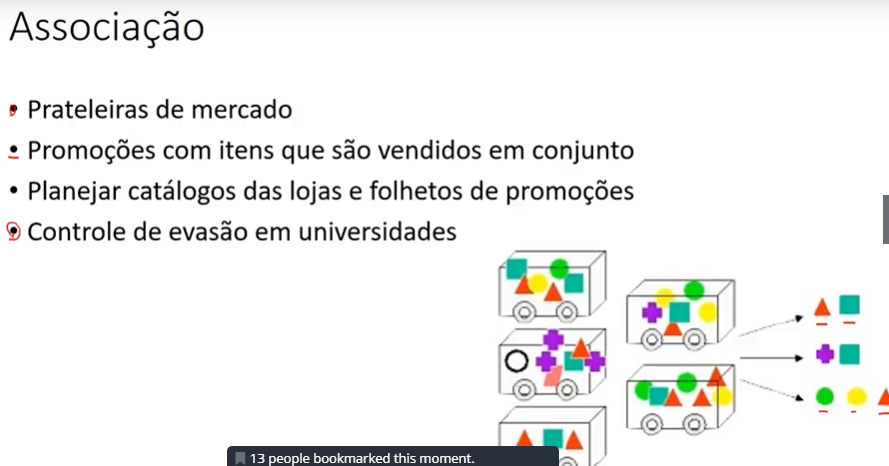 Associação
• Prateleiras de mercado
• Promoções com itens que são vendidos em conjunto
• Planejar catálogos das lojas e folhetos de promoções
• Controle de evasão em universidades
13 people bookmarked this moment.